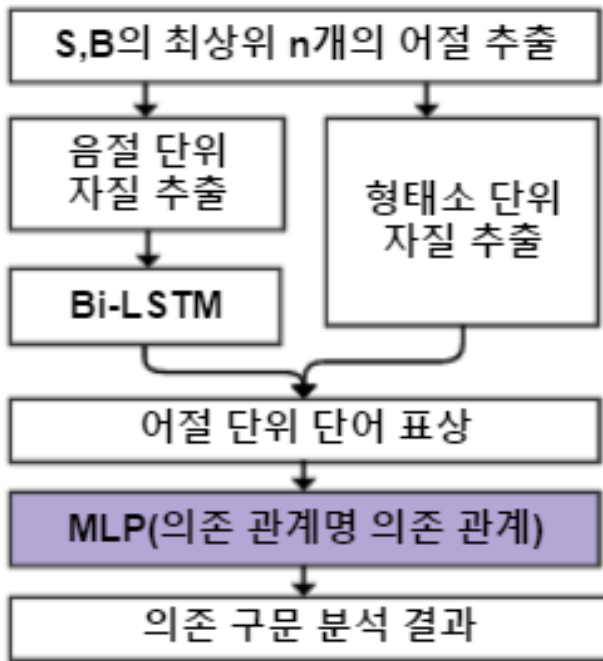 S,B의 최상위 n개의 어절 추출
음절 단위
자질 추출
형태소 단위
자질 추출
Bi-LSTM
어절 단위 단어 표상
MLP(의존 관계명 의존 관계)
의존 구문 분석 결과